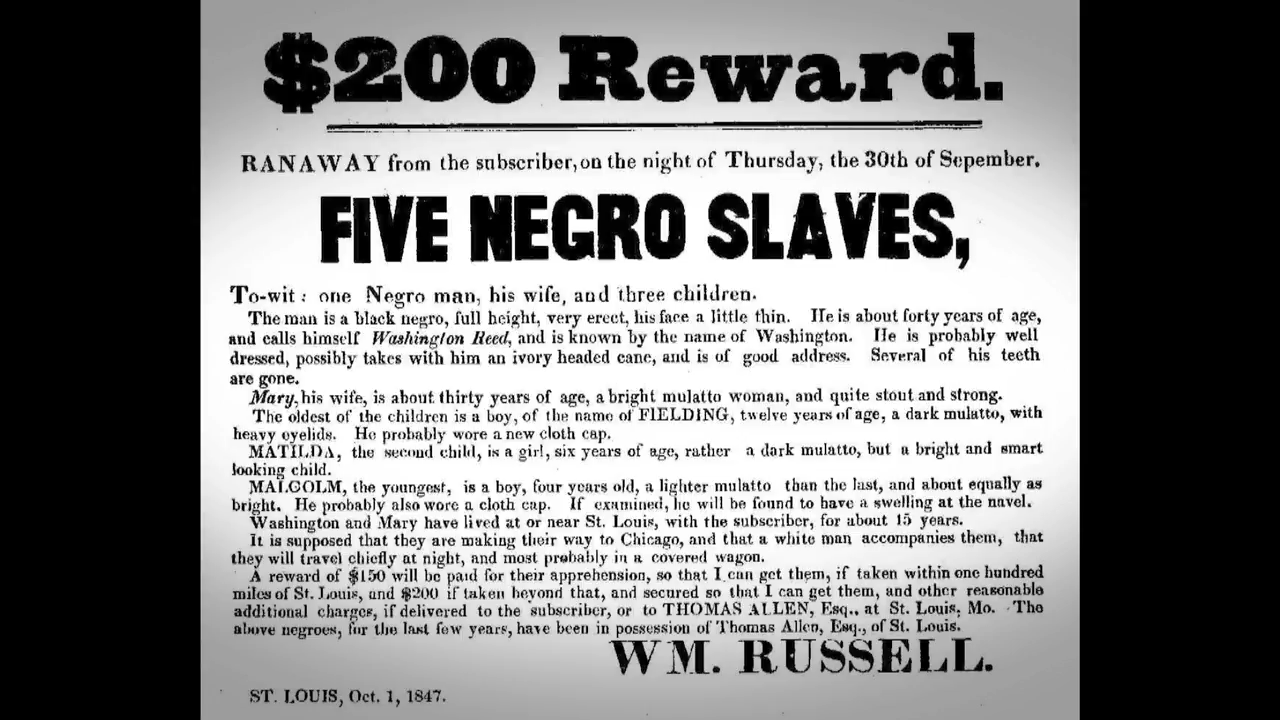 $200 Reward.
RANAWAY from the subscriber, on the night of Thursday, the 30th of Sepember.
FIVE NEGRO SLAVES,
To-wit : one Negro man, his wife, and three children.
The man is a black negro, full height, very erect, his face a little thin. He is about forty years of age,
and calls himself Washington Reed, and is known by the name of Washington. He is probably well
dressed, possibly takes with him an ivory headed cane, and is of good address. Several of his teeth
are gone.
Mary, his wife, is about thirty years of age, a bright mulatto woman, and quite stout and strong.
The oldest of the children is a boy, of the name of FIELDING, twelve years of age, a dark mulatto, with
heavy eyelids. He probably wore a new cloth cap.
MATILDA, the second child, is a girl, six years of age, rather a dark mulatto, but a bright and smart
looking child.
MALCOLM, the youngest, is a boy, four years old, a lighter mulatto than the last, and about equally as
bright. He probably also wore a cloth cap. If examined, he will be found to have a swelling at the navel.
Washington and Mary have lived at or near St. Louis, with the subscriber, for about 15 years.
It is supposed that they are making their way to Chicago, and that a white man accompanies them, that
they will travel chiefly at night, and most probably in a covered wagon.
A reward of $150 will be paid for their apprehension, so that I can get them, if taken within one hundred
miles of St. Louis, and $200 if taken beyond that, and secured so that I can get them, and other reasonable
additional charges, if delivered to the subscriber, or to THOMAS ALLEN, Esq., at St. Louis, Mo. The
above negroes, for the last few years, have been in possession of Thomas Allen, Esq., of St. Louis.
WM. RUSSELL.
ST. LOUIS, Oct. 1, 1847.